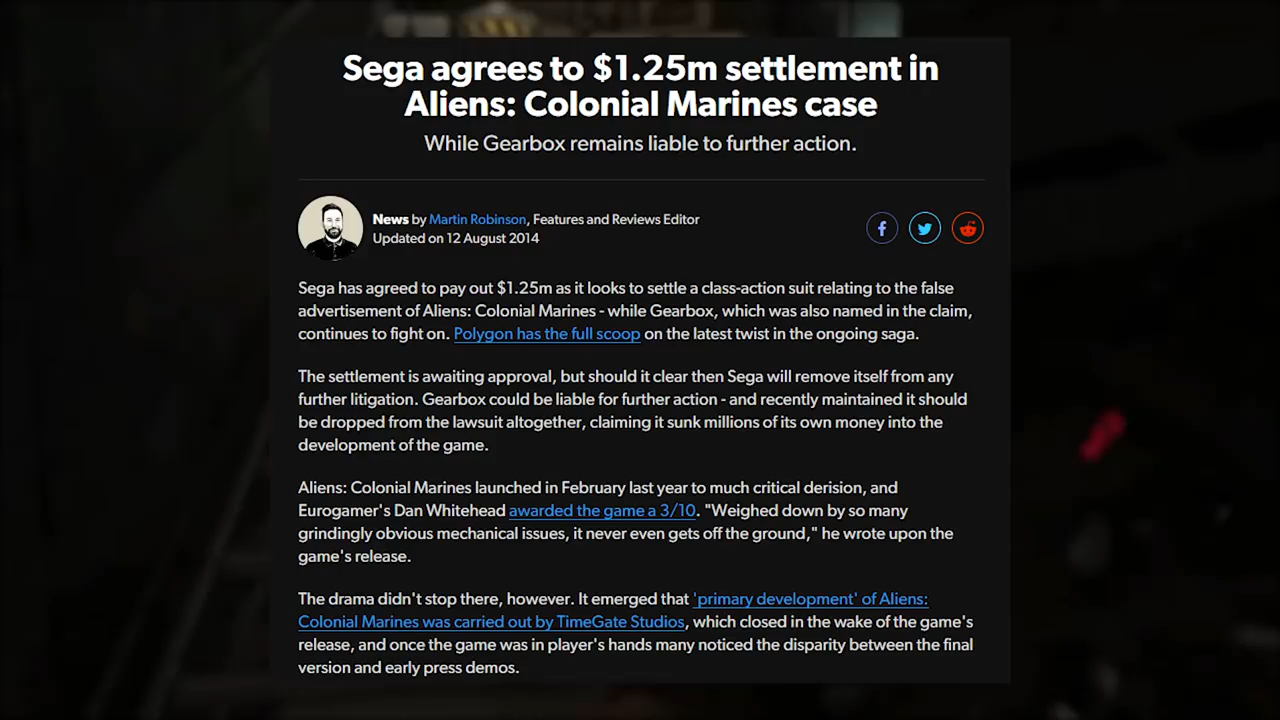 Sega agrees to $1.25m settlement in
Aliens: Colonial Marines case
While Gearbox remains liable to further action.
News by Martin Robinson, Features and Reviews Editor
Updated on 12 August 2014
Sega has agreed to pay out $1.25m as it looks to settle a class-action suit relating to the false
advertisement of Aliens: Colonial Marines - while Gearbox, which was also named in the claim,
continues to fight on. Polygon has the full scoop on the latest twist in the ongoing saga.
The settlement is awaiting approval, but should it clear then Sega will remove itself from any
further litigation. Gearbox could be liable for further action - and recently maintained it should
be dropped from the lawsuit altogether, claiming it sunk millions of its own money into the
development of the game.
Aliens: Colonial Marines launched in February last year to much critical derision, and
Eurogamer's Dan Whitehead awarded the game a 3/10. "Weighed down by so many
grindingly obvious mechanical issues, it never even gets off the ground," he wrote upon the
game's release.
The drama didn't stop there, however. It emerged that 'primary development' of Aliens:
Colonial Marines was carried out by TimeGate Studios, which closed in the wake of the game's
release, and once the game was in player's hands many noticed the disparity between the final
version and early press demos.